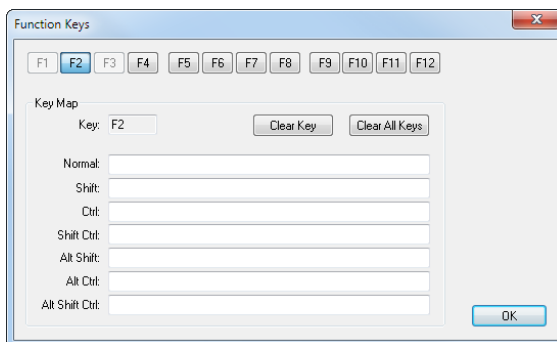 Function Keys
F1 F2 F3 F4 F5 F6 F7 F8 F9 F10 F11 F12
Key Map
Key: F2 Clear Key Clear All Keys
Normal:
Shift:
Ctrl:
Shift Ctrl:
Alt Shift:
Alt Ctrl:
Alt Shift Ctrl:
OK